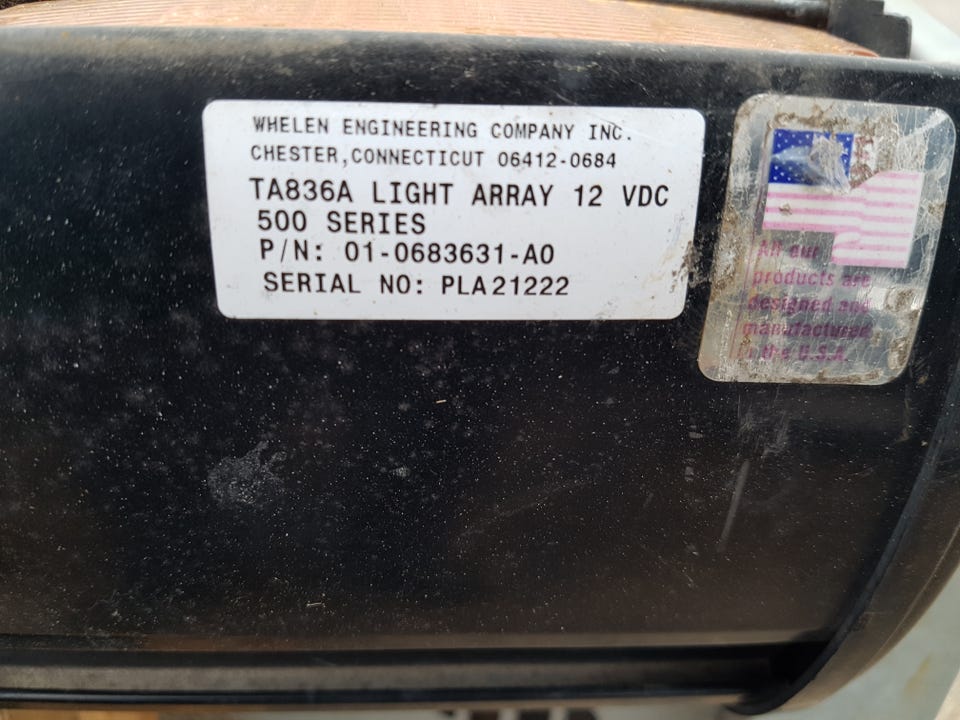 WHELEN ENGINEERING COMPANY INC.
CHESTER, CONNECTICUT 06412-0684
TA836A LIGHT ARRAY 12 VDC
500 SERIES
P/N: 01-0683631-A0
SERIAL NO: PLA21222
All our
products are
designed and
manufactured
in the U.S.A.